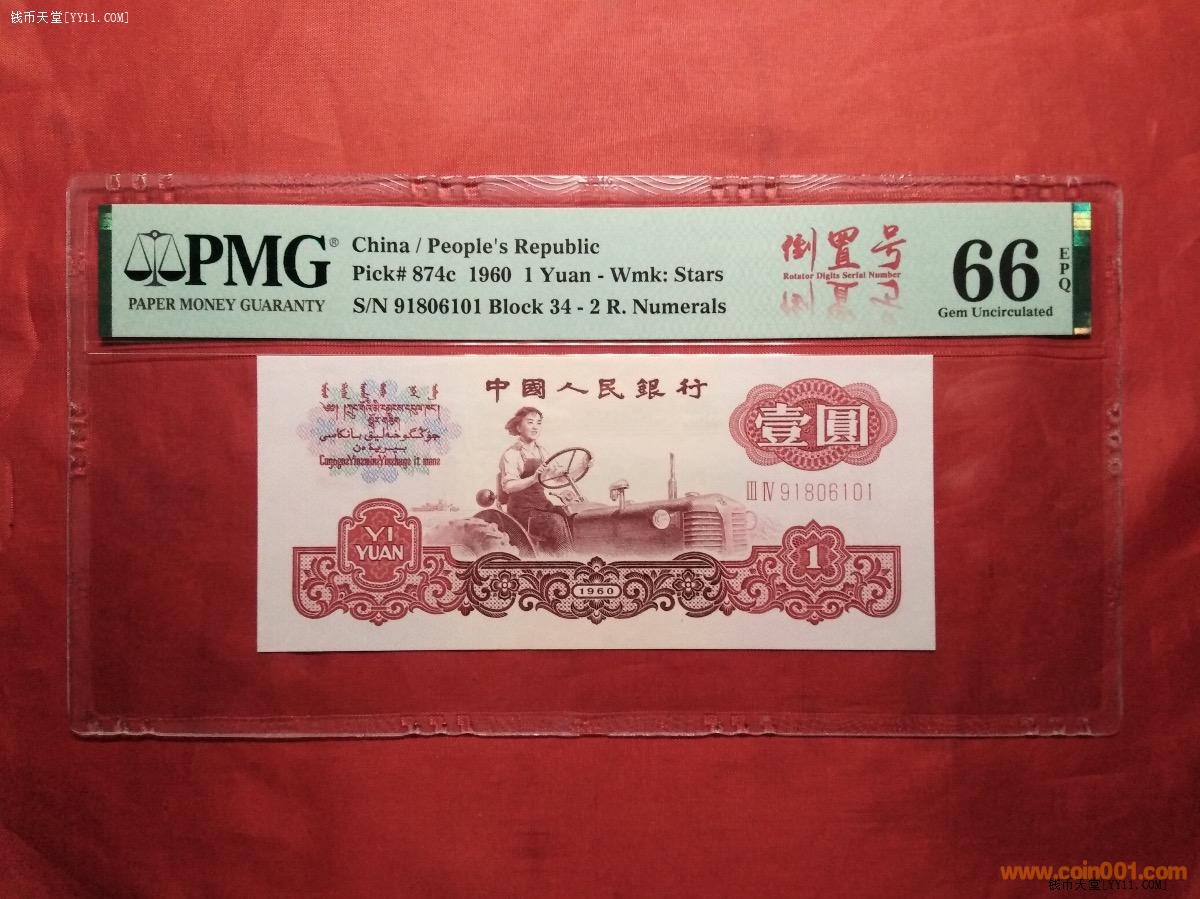 钱币天堂[YY11.COM]
PMG®
PAPER MONEY GUARANTY
China / People's Republic
Pick# 874c 1960 1 Yuan - Wmk: Stars
S/N 91806101 Block 34 - 2 R. Numerals
倒置号
Rotator Digits Serial Number
66
EPQ
Gem Uncirculated
中國人民銀行
壹圓
III IV 91806101
YI
YUAN
1
1960
www.coin001.com
钱币天堂[YY11.COM]